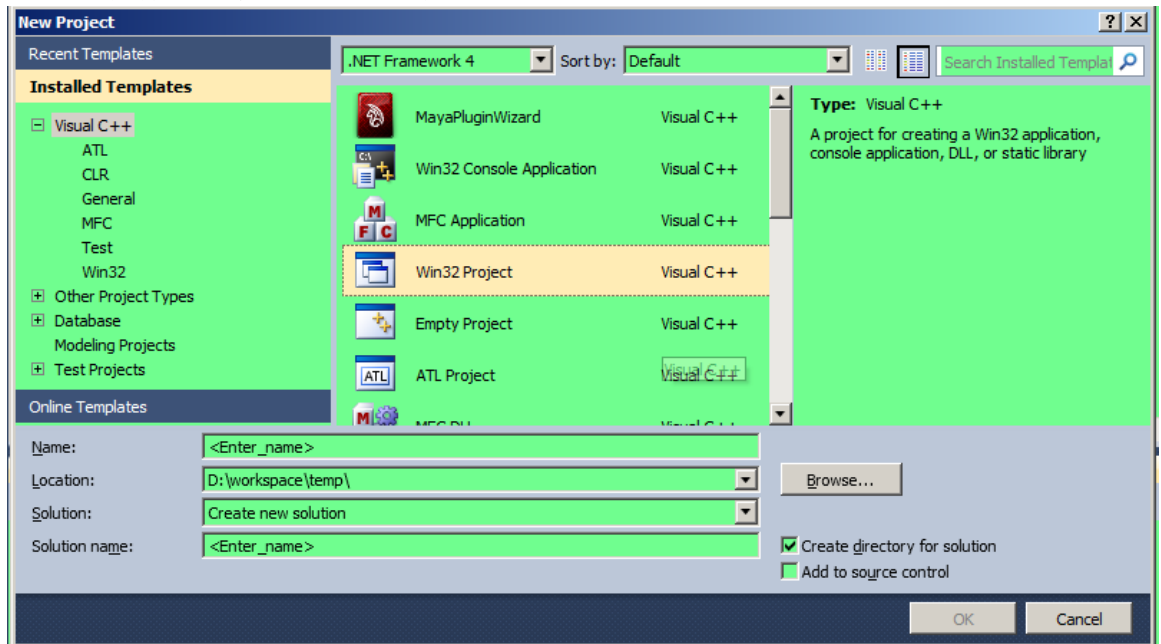 New Project
Recent Templates
.NET Framework 4 Sort by: Default Search Installed Templat
Installed Templates
Visual C++
ATL
CLR
General
MFC
Test
Win32
Other Project Types
Database
Modeling Projects
Test Projects
Online Templates
MayaPluginWizard Visual C++
Win32 Console Application Visual C++
MFC Application Visual C++
Win32 Project Visual C++
Empty Project Visual C++
ATL Project Visual C++
MFC DLL Visual C++
Type: Visual C++
A project for creating a Win32 application,
console application, DLL, or static library
Name: <Enter_name>
Location: D:\workspace\temp\ Browse...
Solution: Create new solution
Solution name: <Enter_name>
Create directory for solution
Add to source control
OK Cancel